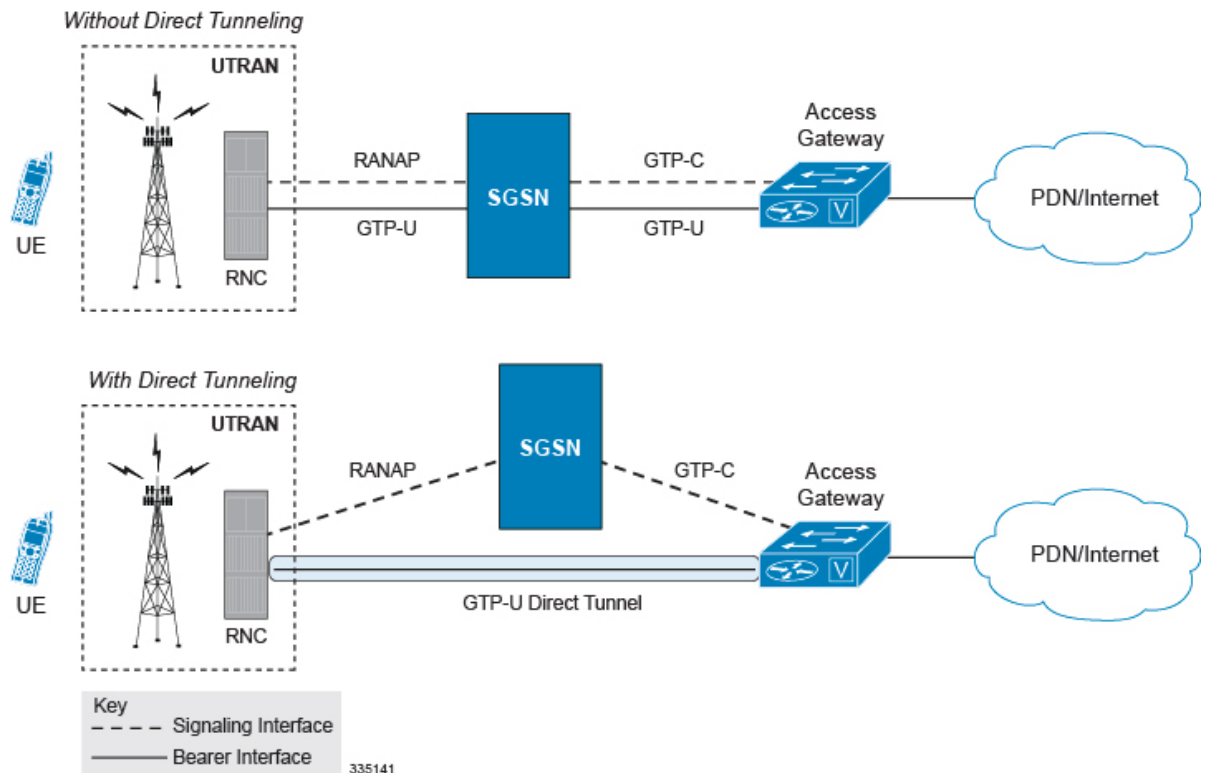 Without Direct Tunneling
UTRAN
UE
RNC
RANAP
GTP-U
SGSN
GTP-C
GTP-U
Access
Gateway
V
PDN/Internet
With Direct Tunneling
UTRAN
UE
RNC
RANAP
SGSN
GTP-C
GTP-U Direct Tunnel
Access
Gateway
V
PDN/Internet
Key
Signaling Interface
Bearer Interface
335141